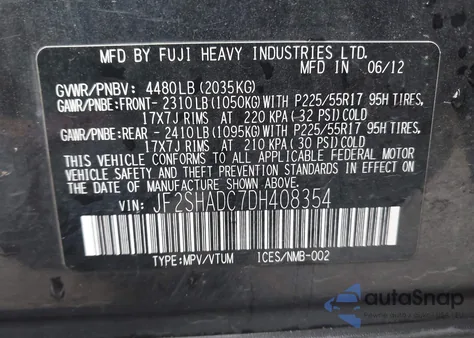 MFD BY FUJI HEAVY INDUSTRIES LTD.
MFD IN 06/12
GVWR/PNBV: 4480LB (2035KG)
GAWR/PNBE:FRONT- 2310LB(1050KG)WITH P225/55R17 95H TIRES,
17X7J RIMS AT 220 KPA (32 PSI)COLD
GAWR/PNBE:REAR - 2410LB(1095KG)WITH P225/55R17 95H TIRES,
17X7J RIMS AT 210 KPA(30 PSI)COLD
THIS VEHICLE CONFORMS TO ALL APPLICABLE FEDERAL MOTOR
VEHICLE SAFETY BUMPER, AND THEFT PREVENTION STANDARDS IN
EFFECT ON THE DATE OF MANUFACTURE SHOWN ABOVE.
VIN: JF2SHADC7DH408354
TYPE:MPV/VTUM ICES/NMB-002
autoSnap